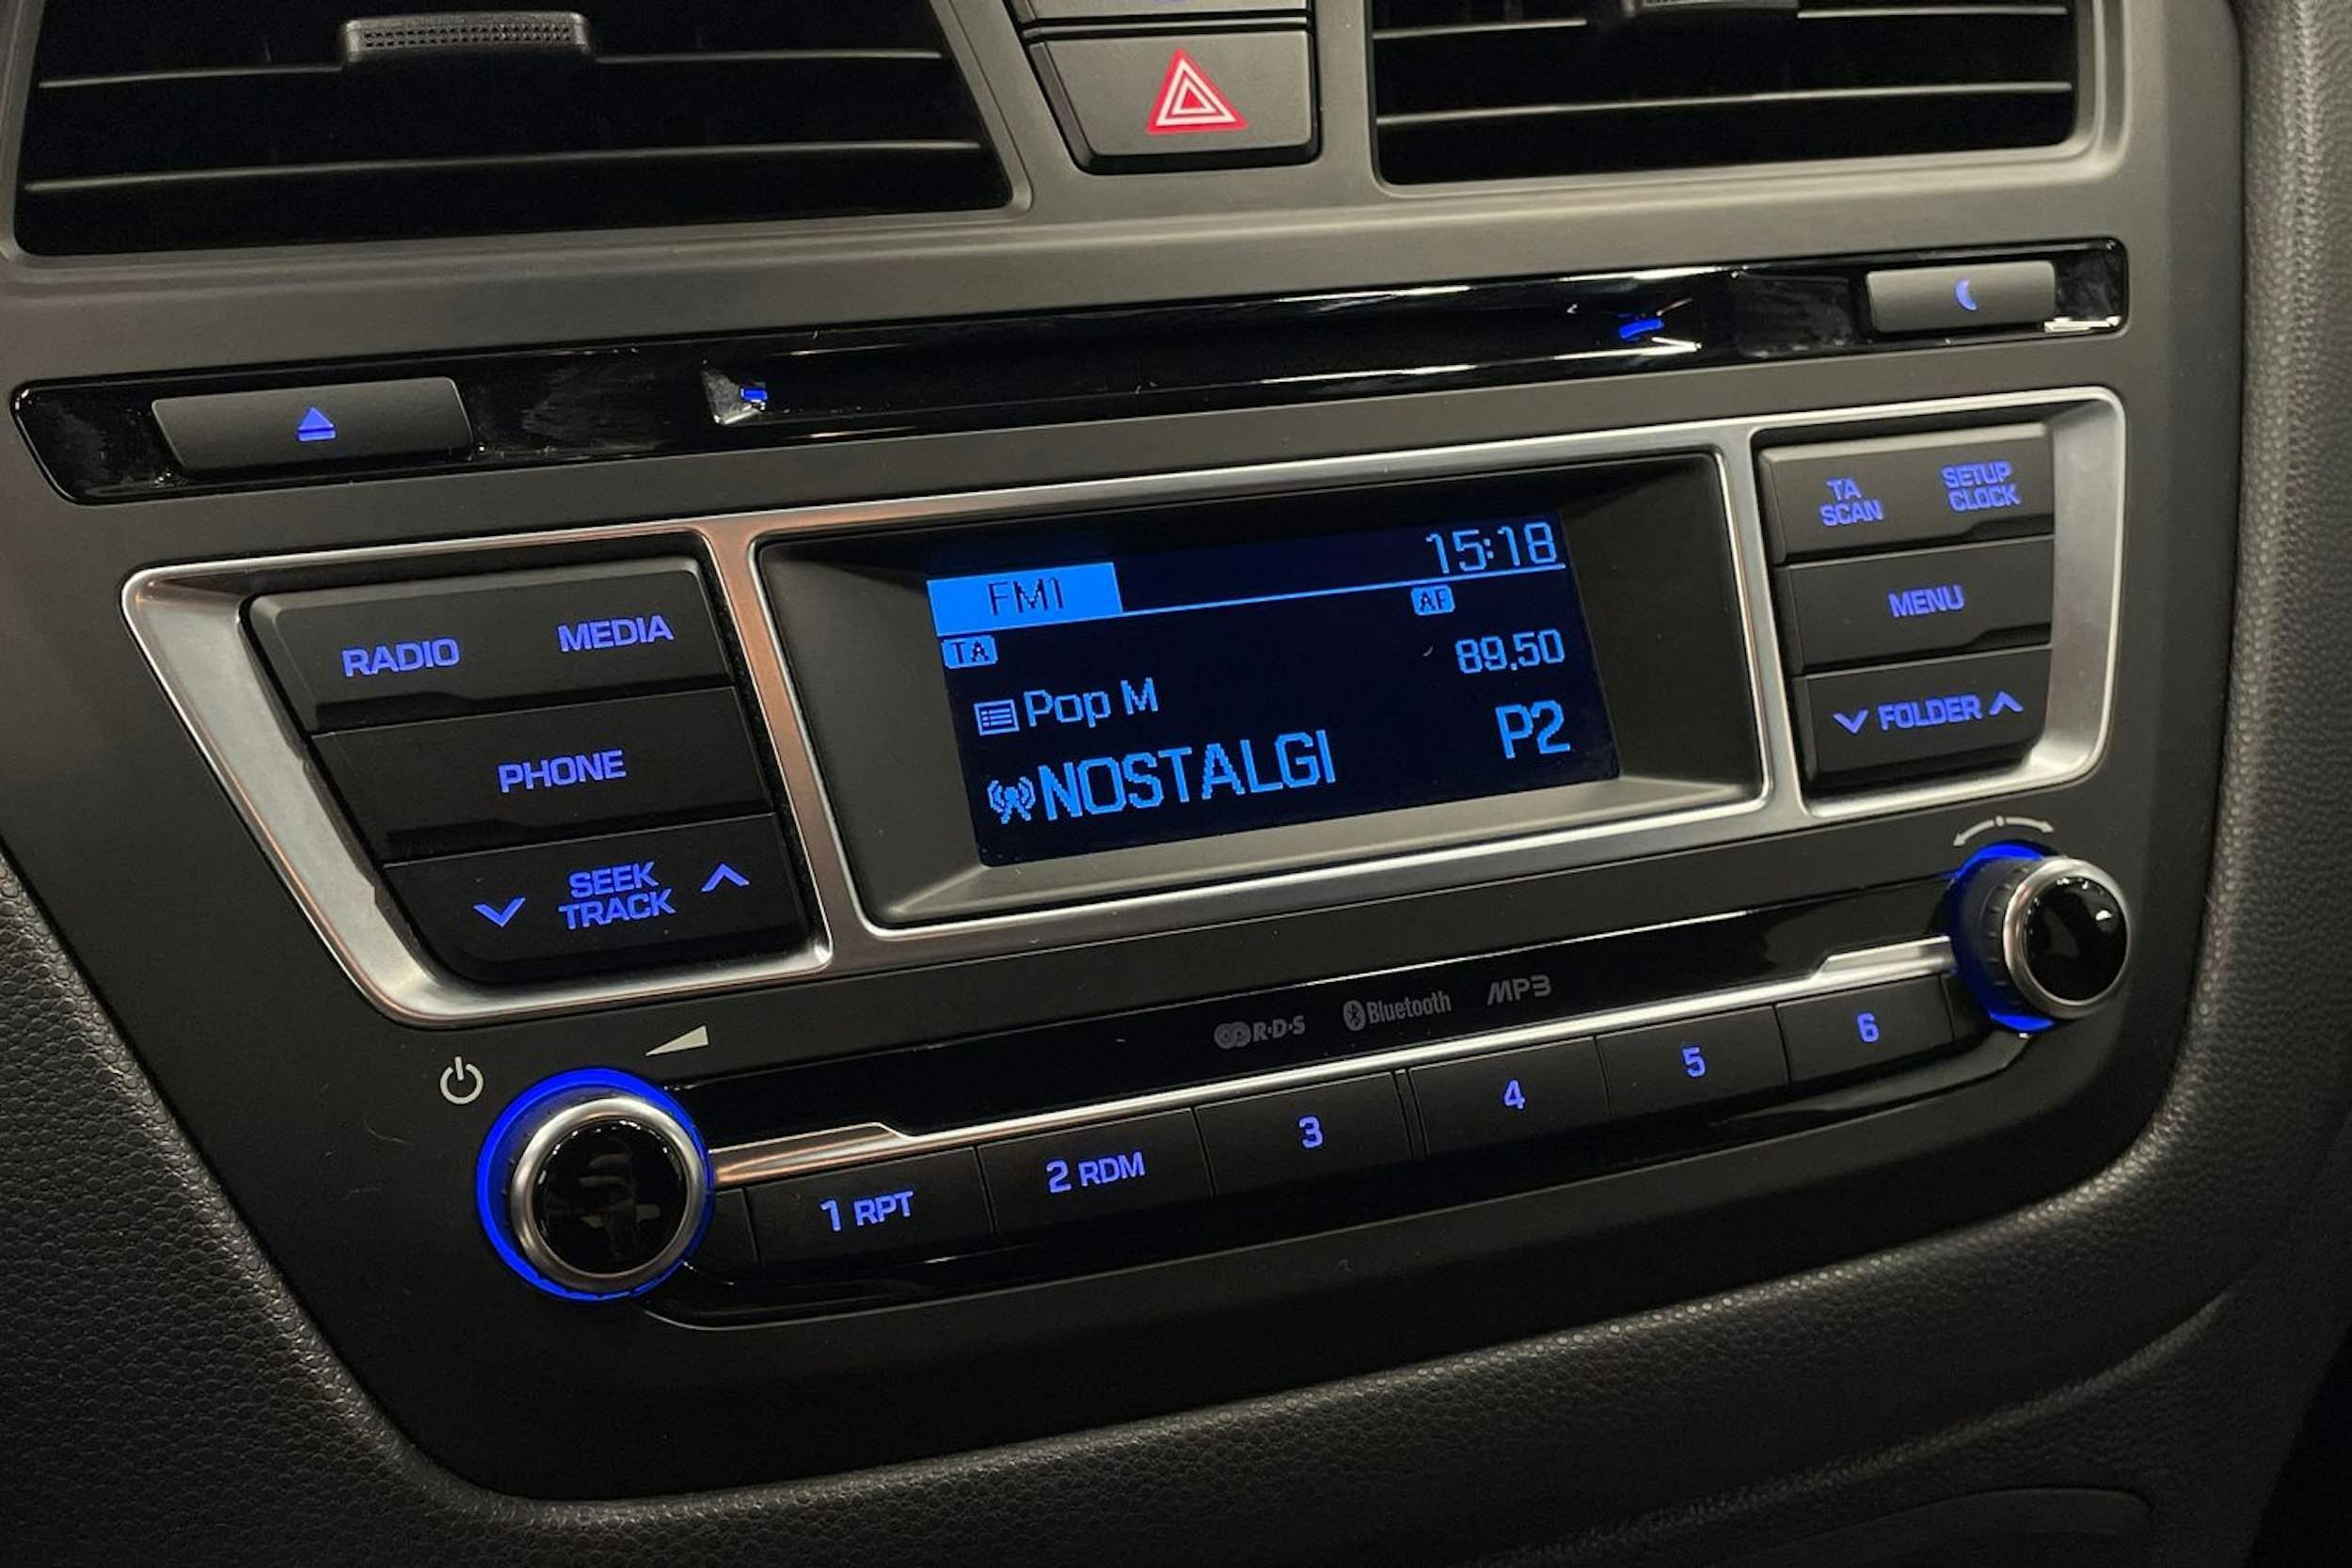 TA
SCAN
SETUP
CLOCK
FM1
15:18
AF
TA
89.50
RADIO
MEDIA
MENU
Pop M
P2
PHONE
NOSTALGI
FOLDER
SEEK
TRACK
R·D·S
Bluetooth
MP3
1 RPT
2 RDM
3
4
5
6